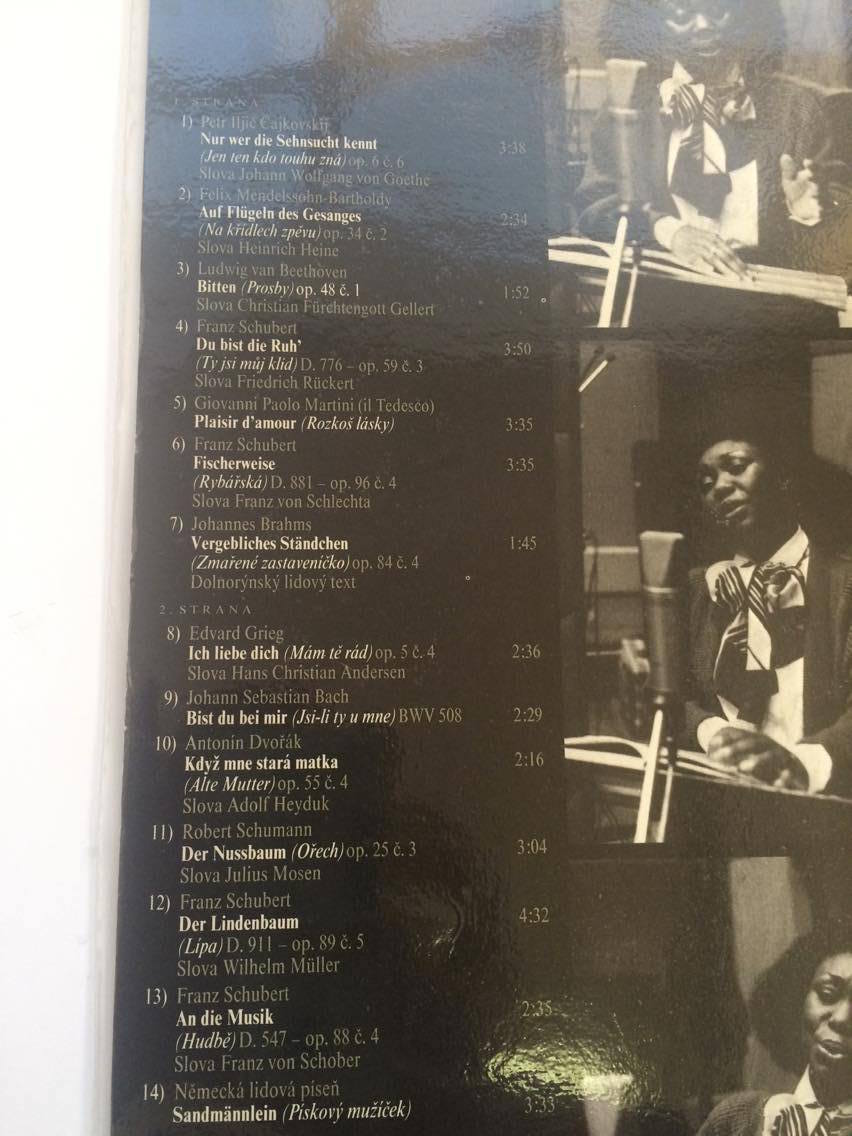 1. STRANA
1) Petr Iljič Čajkovskij
Nur wer die Sehnsucht kennt 3:38
(Jen ten kdo touhu zná) op. 6 č. 6
Slova Johann Wolfgang von Goethe
2) Felix Mendelssohn-Bartholdy
Auf Flügeln des Gesanges 2:34
(Na křídlech zpěvu) op. 34 č. 2
Slova Heinrich Heine
3) Ludwig van Beethoven
Bitten (Prosby) op. 48 č. 1 1:52
Slova Christian Fürchtengott Gellert
4) Franz Schubert
Du bist die Ruh' 3:50
(Ty jsi můj klid) D. 776 – op. 59 č. 3
Slova Friedrich Rückert
5) Giovanni Paolo Martini (il Tedesco)
Plaisir d'amour (Rozkoš lásky) 3:35
6) Franz Schubert
Fischerweise 3:35
(Rybářská) D. 881 – op. 96 č. 4
Slova Franz von Schlechta
7) Johannes Brahms
Vergebliches Ständchen 1:45
(Zmařené zastaveníčko) op. 84 č. 4
Dolnorýnský lidový text
2. STRANA
8) Edvard Grieg
Ich liebe dich (Mám tě rád) op. 5 č. 4 2:36
Slova Hans Christian Andersen
9) Johann Sebastian Bach
Bist du bei mir (Jsi-li ty u mne) BWV 508 2:29
10) Antonín Dvořák
Když mne stará matka 2:16
(Alte Mutter) op. 55 č. 4
Slova Adolf Heyduk
11) Robert Schumann
Der Nussbaum (Ořech) op. 25 č. 3 3:04
Slova Julius Mosen
12) Franz Schubert
Der Lindenbaum 4:32
(Lípa) D. 911 – op. 89 č. 5
Slova Wilhelm Müller
13) Franz Schubert
An die Musik 2:35
(Hudbě) D. 547 – op. 88 č. 4
Slova Franz von Schober
14) Německá lidová píseň
Sandmännlein (Pískový mužíček) 3:33